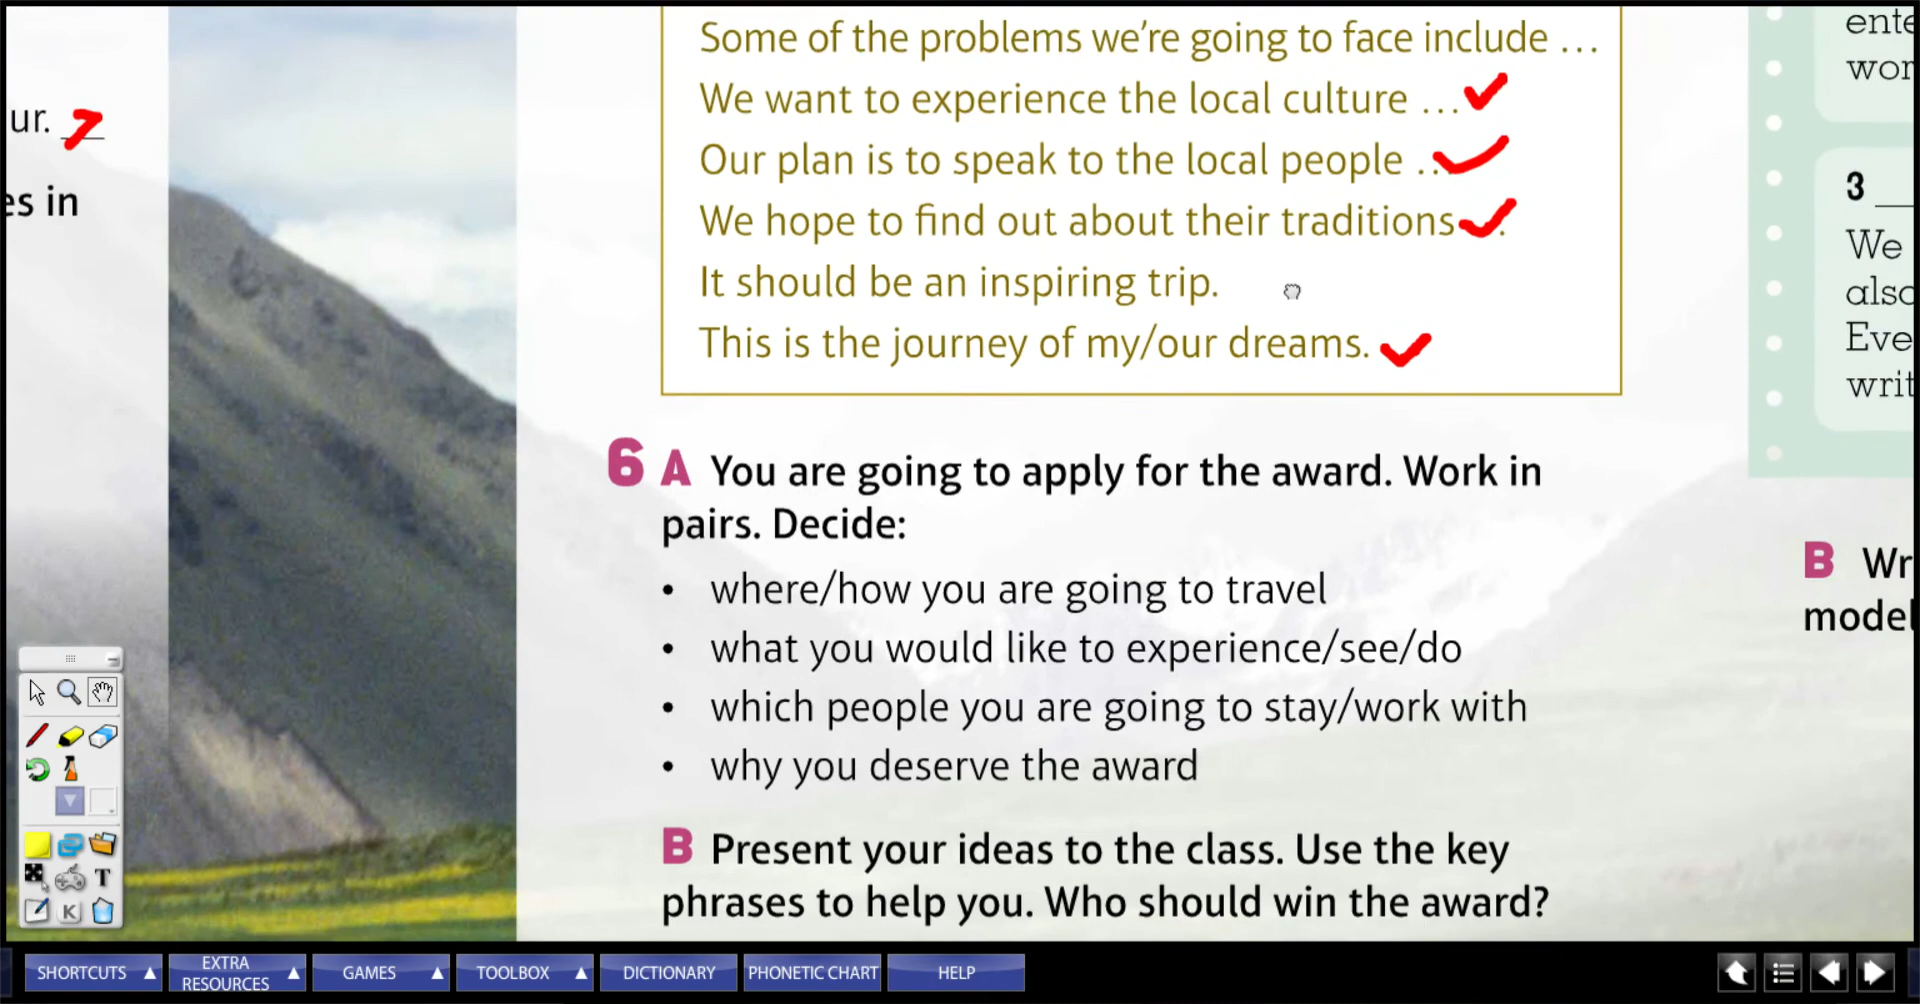 ur. 7
es in
Some of the problems we're going to face include ...
We want to experience the local culture ...
Our plan is to speak to the local people ...
We hope to find out about their traditions
It should be an inspiring trip.
This is the journey of my/our dreams.
6 A You are going to apply for the award. Work in
pairs. Decide:
• where/how you are going to travel
• what you would like to experience/see/do
• which people you are going to stay/work with
• why you deserve the award
B Present your ideas to the class. Use the key
phrases to help you. Who should win the award?
ente
wor
3
We
also
Eve
writ
B Wr
model
T
K
SHORTCUTS
EXTRA
RESOURCES
GAMES
TOOLBOX
DICTIONARY
PHONETIC CHART
HELP